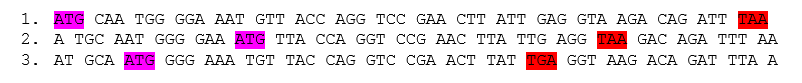 1. ATG CAA TGG GGA AAT GTT ACC AGG TCC GAA CTT ATT GAG GTA AGA CAG ATT TAA
2. A TGC AAT GGG GAA ATG TTA CCA GGT CCG AAC TTA TTG AGG TAA GAC AGA TTT AA
3. AT GCA ATG GGG AAA TGT TAC CAG GTC CGA ACT TAT TGA GGT AAG ACA GAT TTA A